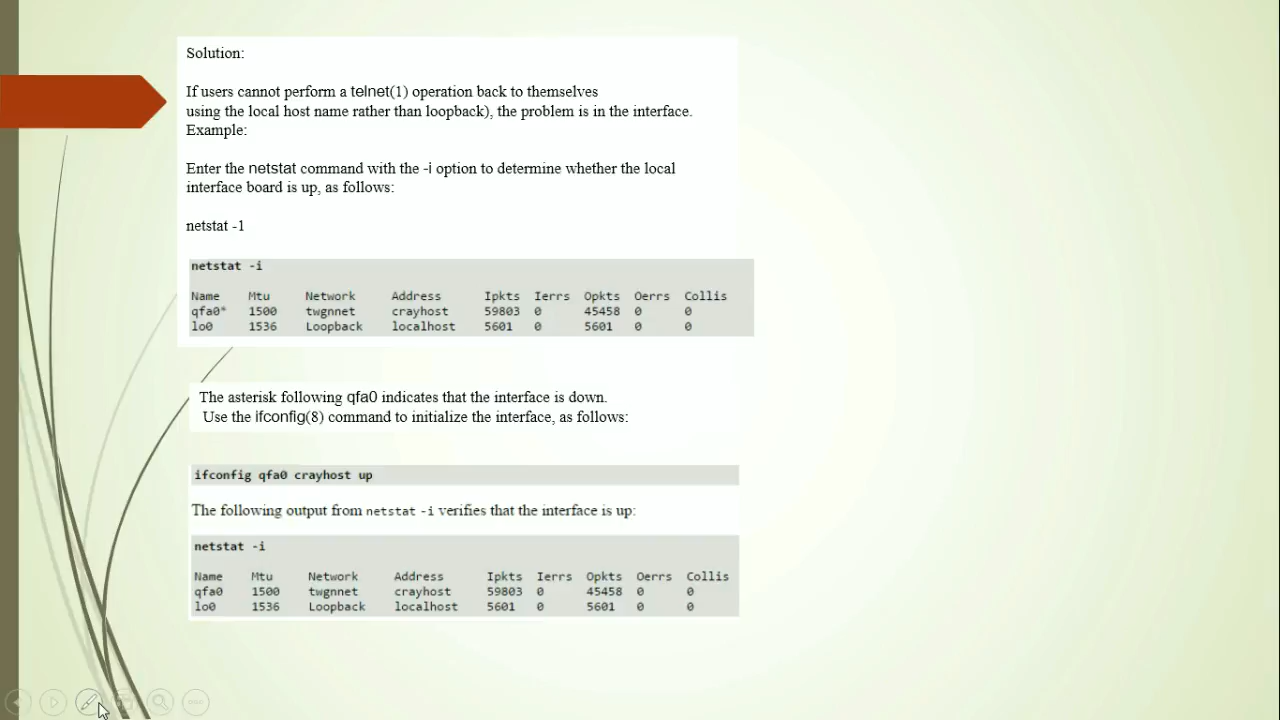 Solution:
If users cannot perform a telnet(1) operation back to themselves
using the local host name rather than loopback), the problem is in the interface.
Example:
Enter the netstat command with the -i option to determine whether the local
interface board is up, as follows:
netstat -1
netstat -i
Name Mtu Network Address Ipkts Ierrs Opkts Oerrs Collis
qfa0* 1500 twgnnet crayhost 59803 0 45458 0 0
lo0 1536 Loopback localhost 5601 0 5601 0 0
The asterisk following qfa0 indicates that the interface is down.
Use the ifconfig(8) command to initialize the interface, as follows:
ifconfig qfa0 crayhost up
The following output from netstat -i verifies that the interface is up:
netstat -i
Name Mtu Network Address Ipkts Ierrs Opkts Oerrs Collis
qfa0 1500 twgnnet crayhost 59803 0 45458 0 0
lo0 1536 Loopback localhost 5601 0 5601 0 0